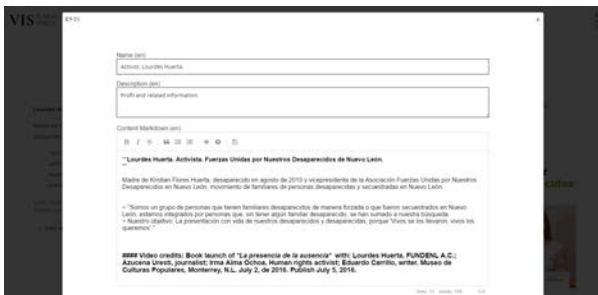 VIS
EN (1)
x
Name (en)
Activist. Lourdes Huerta.
Description (en)
Profil and related information.
Content Markdown (en)
B I
**Lourdes Huerta. Activista. Fuerzas Unidas por Nuestros Desaparecidos de Nuevo León.
**
Madre de Kristian Flores Huerta, desaparecido en agosto de 2010 y vicepresidenta de la Asociación Fuerzas Unidas por Nuestros
Desaparecidos en Nuevo León, movimiento de familiares de personas desaparecidas y secuestradas en Nuevo León.
> "Somos un grupo de personas que tienen familiares desaparecidos de manera forzada o que fueron secuestrados en Nuevo
León, estamos integrados por personas que, sin tener algún familiar desaparecido, se han sumado a nuestra búsqueda.
> Nuestro objetivo: La presentación con vida de nuestros desaparecidos y desaparecidas, porque "Vivos se los llevaron, vivos los
queremos"."
#### Video credits: Book launch of "La presencia de la ausencia" with: Lourdes Huerta, FUNDENL A.C.;
Azucena Uresti, journalist; Irma Alma Ochoa, Human rights activist; Eduardo Carrillo, writer. Museo de
Culturas Populares, Monterrey, N.L. July 2, de 2016. Publish July 5, 2016.